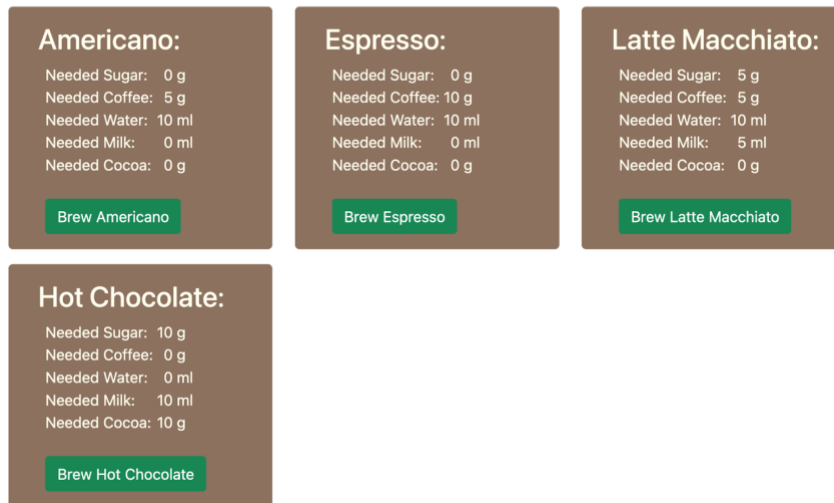 Americano:
Needed Sugar: 0 g
Needed Coffee: 5 g
Needed Water: 10 ml
Needed Milk: 0 ml
Needed Cocoa: 0 g
Brew Americano
Espresso:
Needed Sugar: 0 g
Needed Coffee: 10 g
Needed Water: 10 ml
Needed Milk: 0 ml
Needed Cocoa: 0 g
Brew Espresso
Latte Macchiato:
Needed Sugar: 5 g
Needed Coffee: 5 g
Needed Water: 10 ml
Needed Milk: 5 ml
Needed Cocoa: 0 g
Brew Latte Macchiato
Hot Chocolate:
Needed Sugar: 10 g
Needed Coffee: 0 g
Needed Water: 0 ml
Needed Milk: 10 ml
Needed Cocoa: 10 g
Brew Hot Chocolate